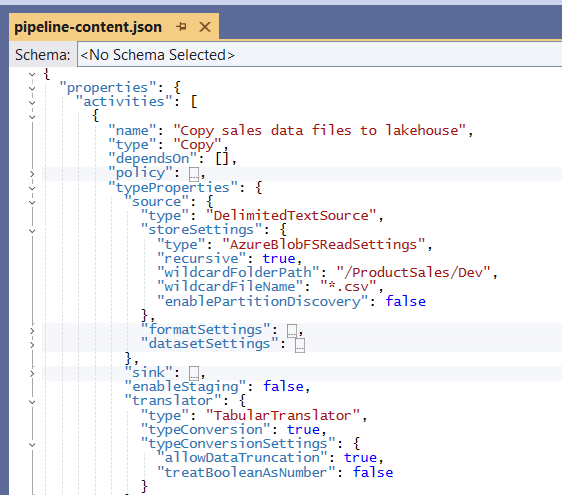 pipeline-content.json
Schema: <No Schema Selected>
{
"properties": {
"activities": [
{
"name": "Copy sales data files to lakehouse",
"type": "Copy",
"dependsOn": [],
"policy": ...,
"typeProperties": {
"source": {
"type": "DelimitedTextSource",
"storeSettings": {
"type": "AzureBlobFSReadSettings",
"recursive": true,
"wildcardFolderPath": "/ProductSales/Dev",
"wildcardFileName": "*.csv",
"enablePartitionDiscovery": false
},
"formatSettings": ...,
"datasetSettings": ...
},
"sink": ...,
"enableStaging": false,
"translator": {
"type": "TabularTranslator",
"typeConversion": true,
"typeConversionSettings": {
"allowDataTruncation": true,
"treatBooleanAsNumber": false
}